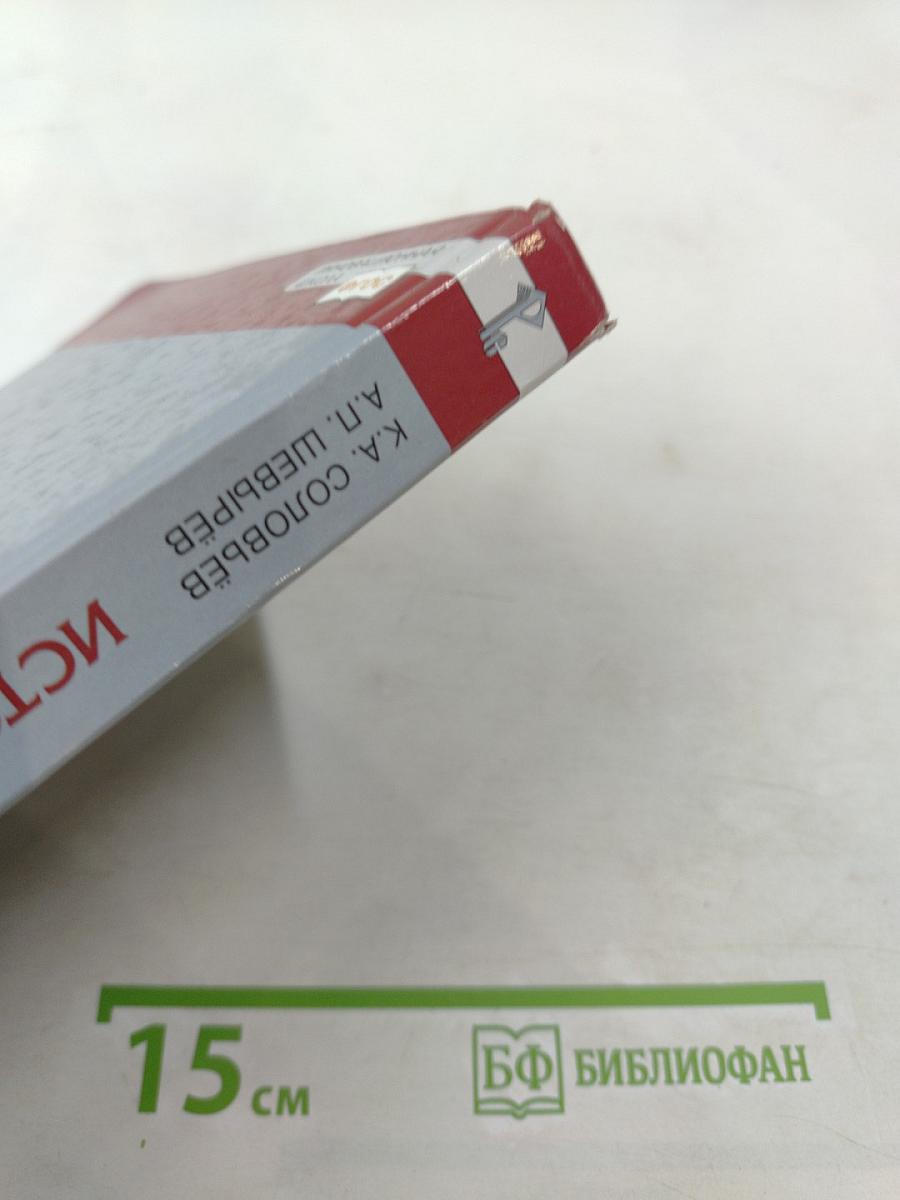 К.А. СОЛОВЬЁВ
А.П. ШЕВЫРЁВ
ИСТ
15 см
БФ БИБЛИОФАН